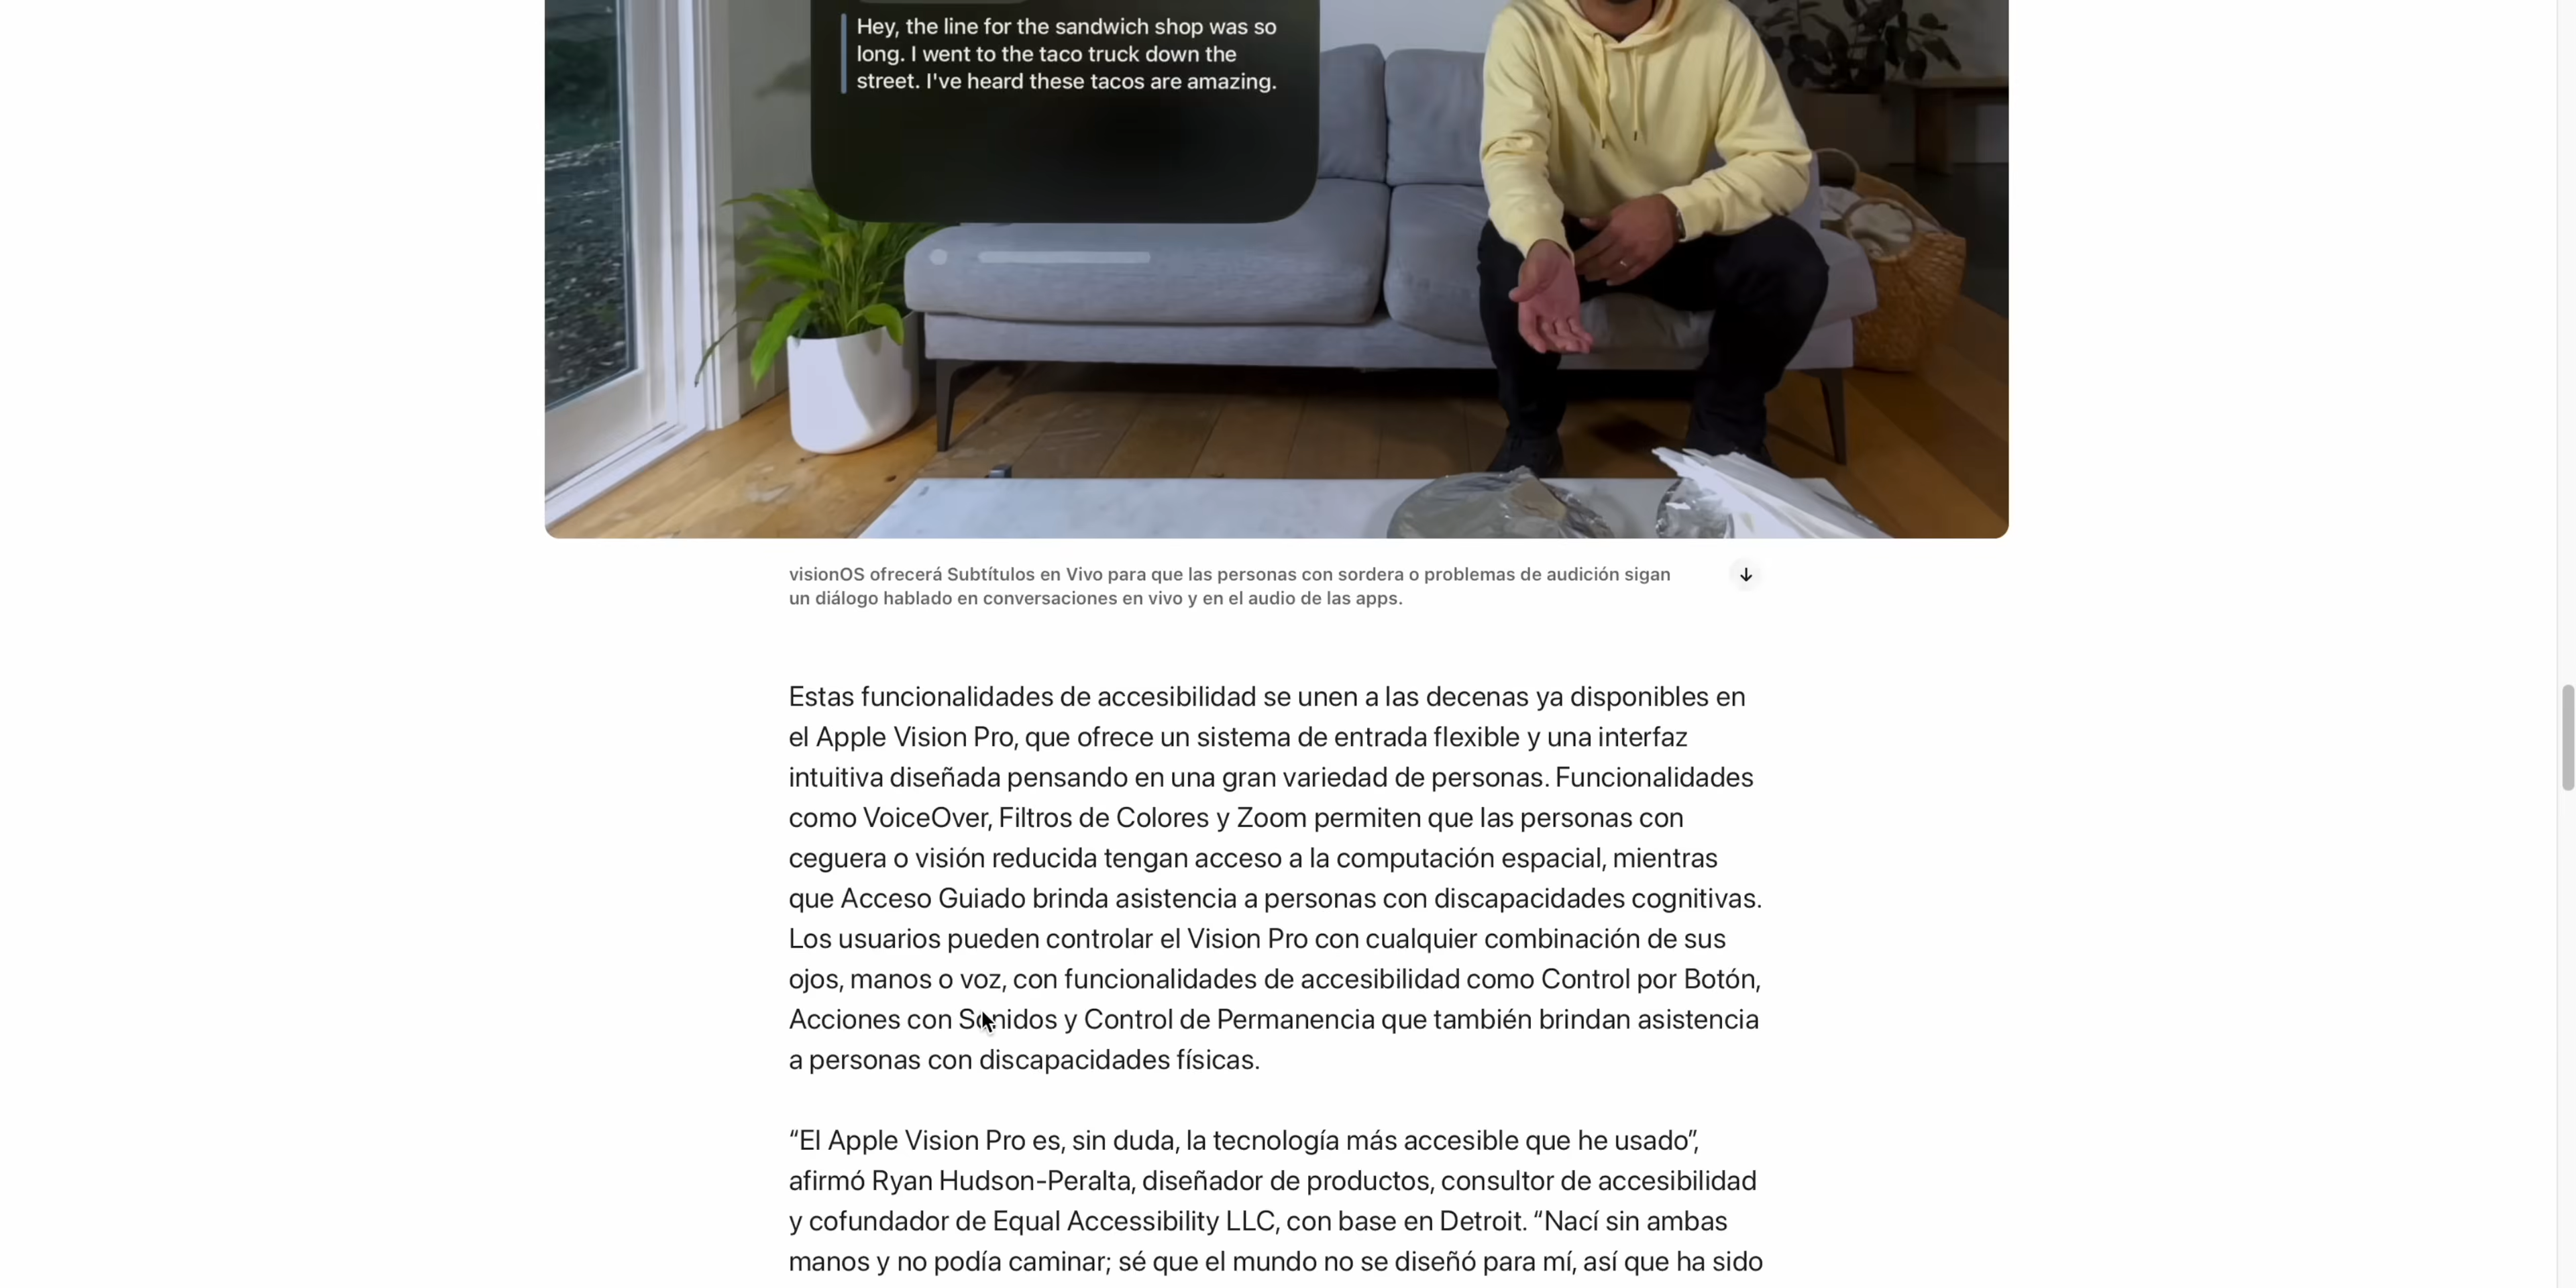 Hey, the line for the sandwich shop was so
long. I went to the taco truck down the
street. I've heard these tacos are amazing.
visionOS ofrecerá Subtítulos en Vivo para que las personas con sordera o problemas de audición sigan
un diálogo hablado en conversaciones en vivo y en el audio de las apps.
Estas funcionalidades de accesibilidad se unen a las decenas ya disponibles en
el Apple Vision Pro, que ofrece un sistema de entrada flexible y una interfaz
intuitiva diseñada pensando en una gran variedad de personas. Funcionalidades
como VoiceOver, Filtros de Colores y Zoom permiten que las personas con
ceguera o visión reducida tengan acceso a la computación espacial, mientras
que Acceso Guiado brinda asistencia a personas con discapacidades cognitivas.
Los usuarios pueden controlar el Vision Pro con cualquier combinación de sus
ojos, manos o voz, con funcionalidades de accesibilidad como Control por Botón,
Acciones con Sonidos y Control de Permanencia que también brindan asistencia
a personas con discapacidades físicas.
“El Apple Vision Pro es, sin duda, la tecnología más accesible que he usado”,
afirmó Ryan Hudson-Peralta, diseñador de productos, consultor de accesibilidad
y cofundador de Equal Accessibility LLC, con base en Detroit. “Nací sin ambas
manos y no podía caminar; sé que el mundo no se diseñó para mí, así que ha sido